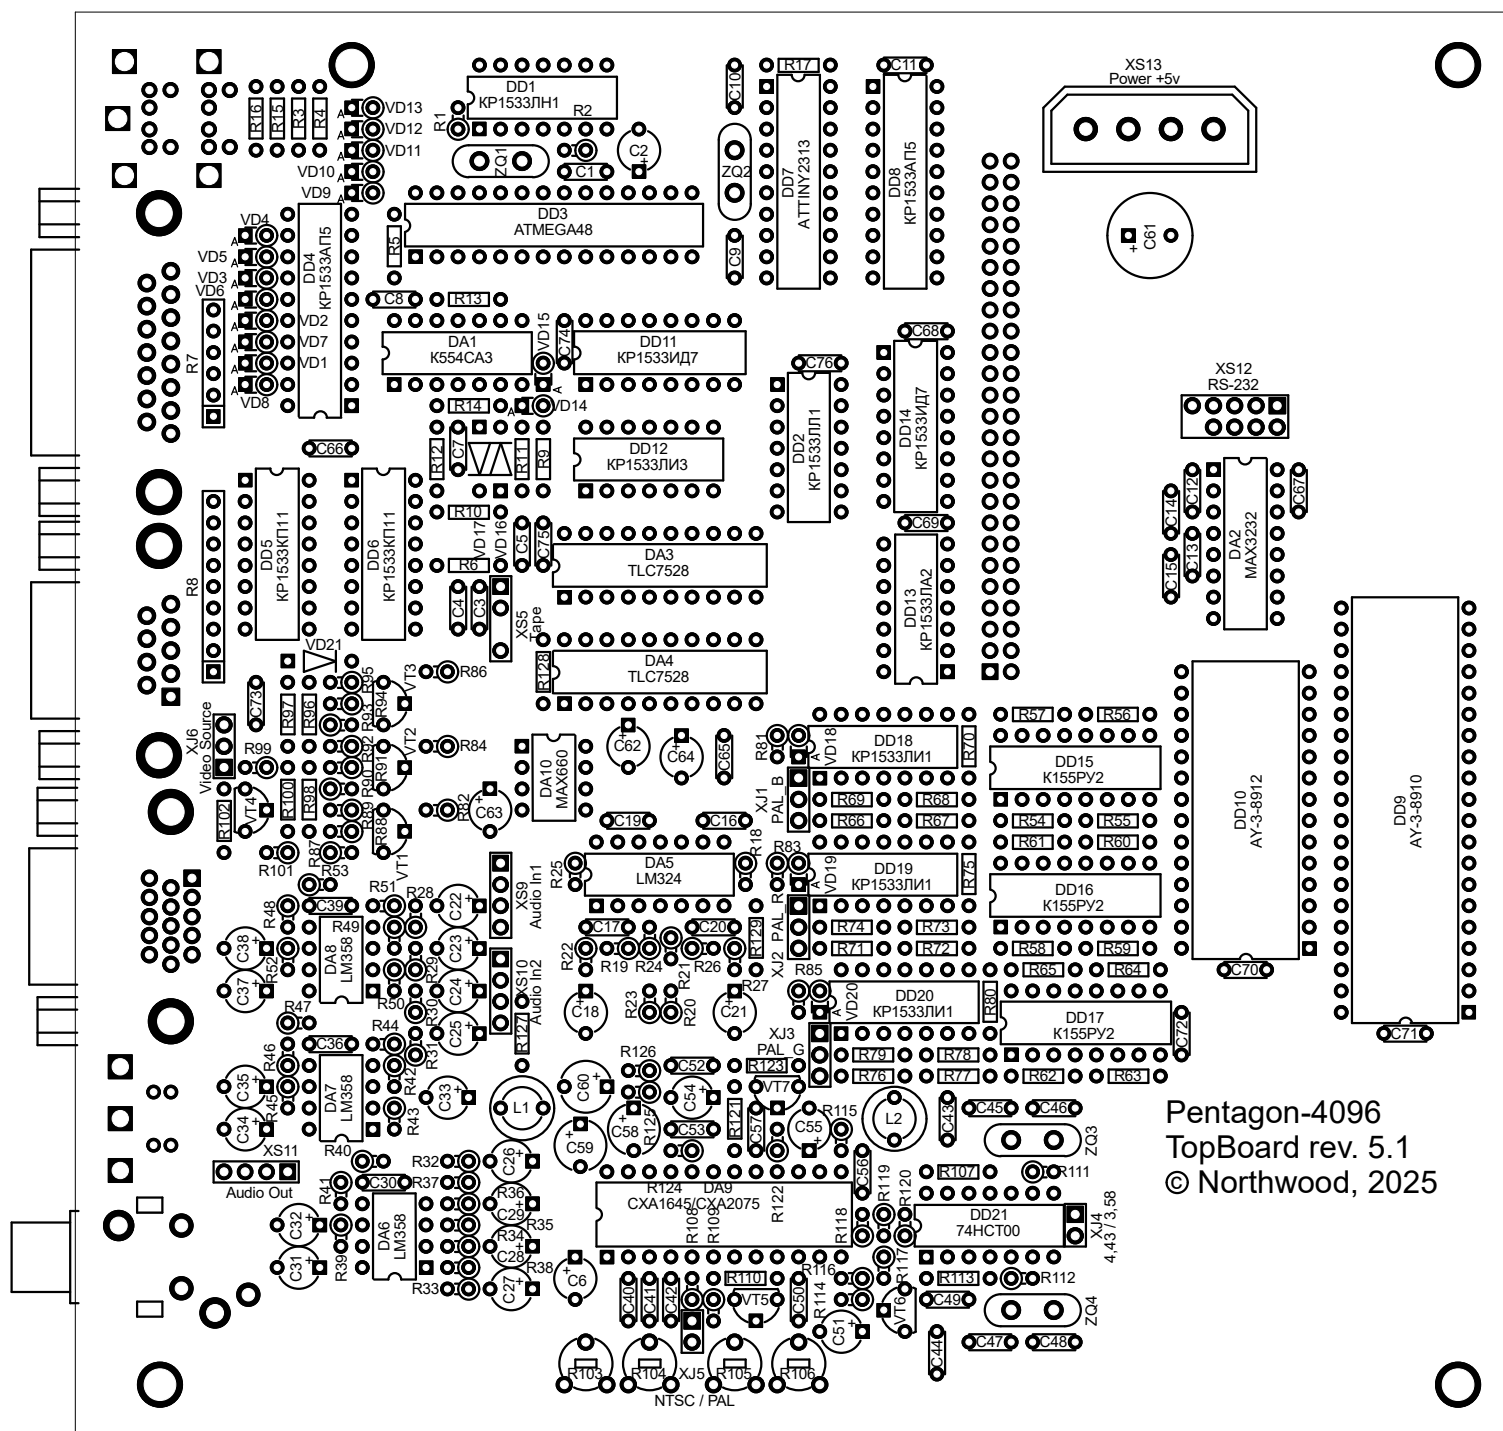 XS13
Power +5v
DD1
КР1533ЛН1
R2
R1
ZQ1
C1
C2
C10
R17
C11
ZQ2
DD7
ATTINY2313
DD8
КР1533АП5
R16
R15
R3
R4
VD13
VD12
VD11
VD10
VD9
DD3
ATMEGA48
R5
C9
C61
VD4
VD5
VD3
VD6
VD2
VD7
VD1
VD8
R7
DD4
КР1533АП5
C8
R13
DA1
К554СА3
VD15
C74
DD11
КР1533ИД7
C68
C76
DD2
КР1533ЛЛ1
DD14
КР1533ИД7
XS12
RS-232
R14
VD14
C66
R12
C7
R11
R9
DD12
КР1533ЛИ3
R10
VD17
VD16
C5
C75
R6
DA3
TLC7528
C69
DD13
КР1533ЛА2
C14
C12
C67
C15
C13
DA2
MAX3232
R8
DD5
КР1533КП11
DD6
КР1533КП11
C4
C3
XS5
Tape
VD21
R128
DA4
TLC7528
R86
VT3
R95
R94
R93
C73
R97
R96
XJ6
Video Source
R99
R92
R91
VT2
R84
R90
R102
VT4
R100
R98
R89
R88
R87
VT1
R82
C63
DA10
MAX660
C62
C64
C65
R81
VD18
DD18
КР1533ЛИ1
R70
R57
R56
DD15
К155РУ2
XJ1
PAL_B
R69
R68
R66
R67
R54
R55
R61
R60
DD10
AY-3-8912
DD9
AY-3-8910
C19
C16
R18
R25
DA5
LM324
R83
VD19
DD19
КР1533ЛИ1
R75
DD16
К155РУ2
R101
R53
R51
R28
C22
XS9
Audio In1
R48
C39
R49
DA8
LM358
C38
C37
R52
R50
R29
R30
C23
C24
C25
XS10
Audio In2
C17
C20
R129
R22
R19
R24
R21
R26
R27
XJ2
PAL_R
R74
R73
R71
R72
R58
R59
R65
R64
C70
C71
C72
R85
VD20
DD20
КР1533ЛИ1
R80
DD17
К155РУ2
C18
R23
R20
C21
R127
XJ3
PAL_G
R79
R78
R76
R77
R62
R63
R47
C36
R44
R31
R46
R45
C35
C34
DA7
LM358
R42
R43
C33
L1
C60
R126
C52
R123
VT7
C54
C58
C59
R125
C53
R121
C57
C55
R115
L2
C43
C45
C46
ZQ3
Pentagon-4096
TopBoard rev. 5.1
© Northwood, 2025
XS11
Audio Out
R40
R41
C30
R32
R37
C26
R36
C29
R35
R34
C28
R38
R33
C27
C32
C31
R39
DA6
LM358
R124
DA9
CXA1645/CXA2075
R108
R109
R122
R118
C56
R119
R120
R107
R111
DD21
74HCT00
XJ4
4,43 / 3,58
C6
C40
C41
C42
R110
VT5
C50
R116
R114
C51
R117
VT6
R113
R112
C49
ZQ4
C44
C47
C48
R103
R104
XJ5
R105
R106
NTSC / PAL